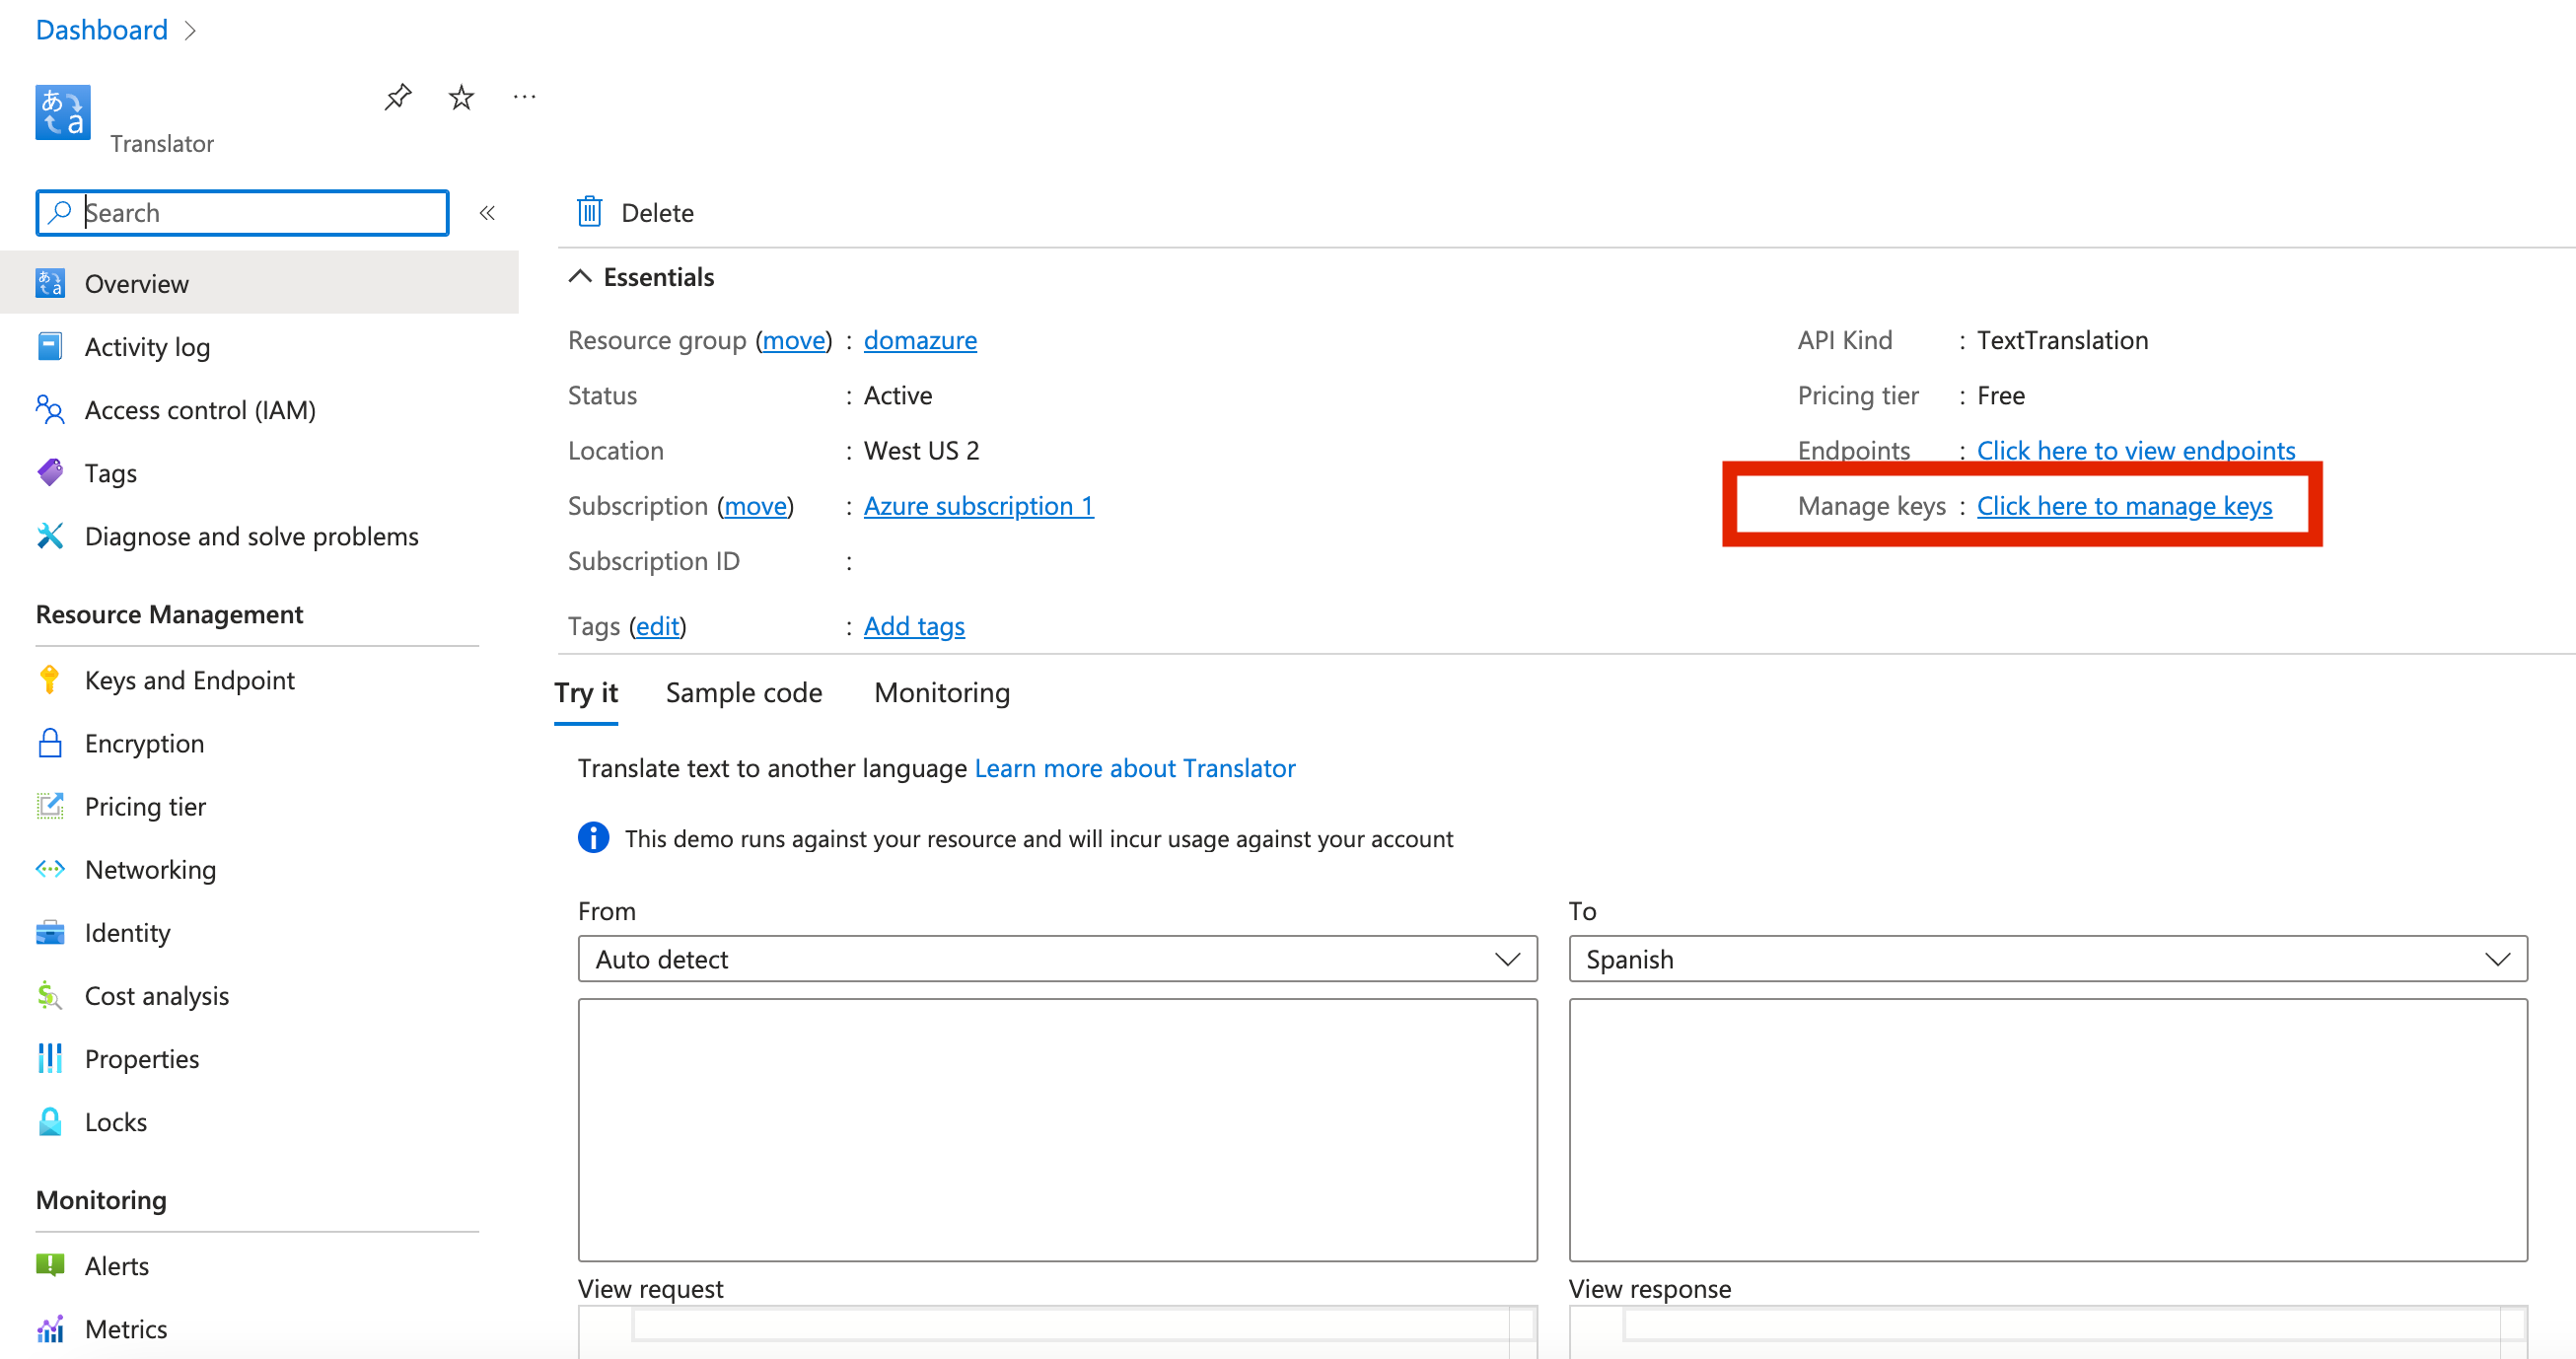 Dashboard
Translator
Search
Delete
Overview
Activity log
Access control (IAM)
Tags
Diagnose and solve problems
Resource Management
Keys and Endpoint
Encryption
Pricing tier
Networking
Identity
Cost analysis
Properties
Locks
Monitoring
Alerts
Metrics
Essentials
Resource group (move) : domazure
Status : Active
Location : West US 2
Subscription (move) : Azure subscription 1
Subscription ID :
Tags (edit) : Add tags
API Kind : TextTranslation
Pricing tier : Free
Endpoints : Click here to view endpoints
Manage keys : Click here to manage keys
Try it Sample code Monitoring
Translate text to another language Learn more about Translator
This demo runs against your resource and will incur usage against your account
From
Auto detect
To
Spanish
View request
View response